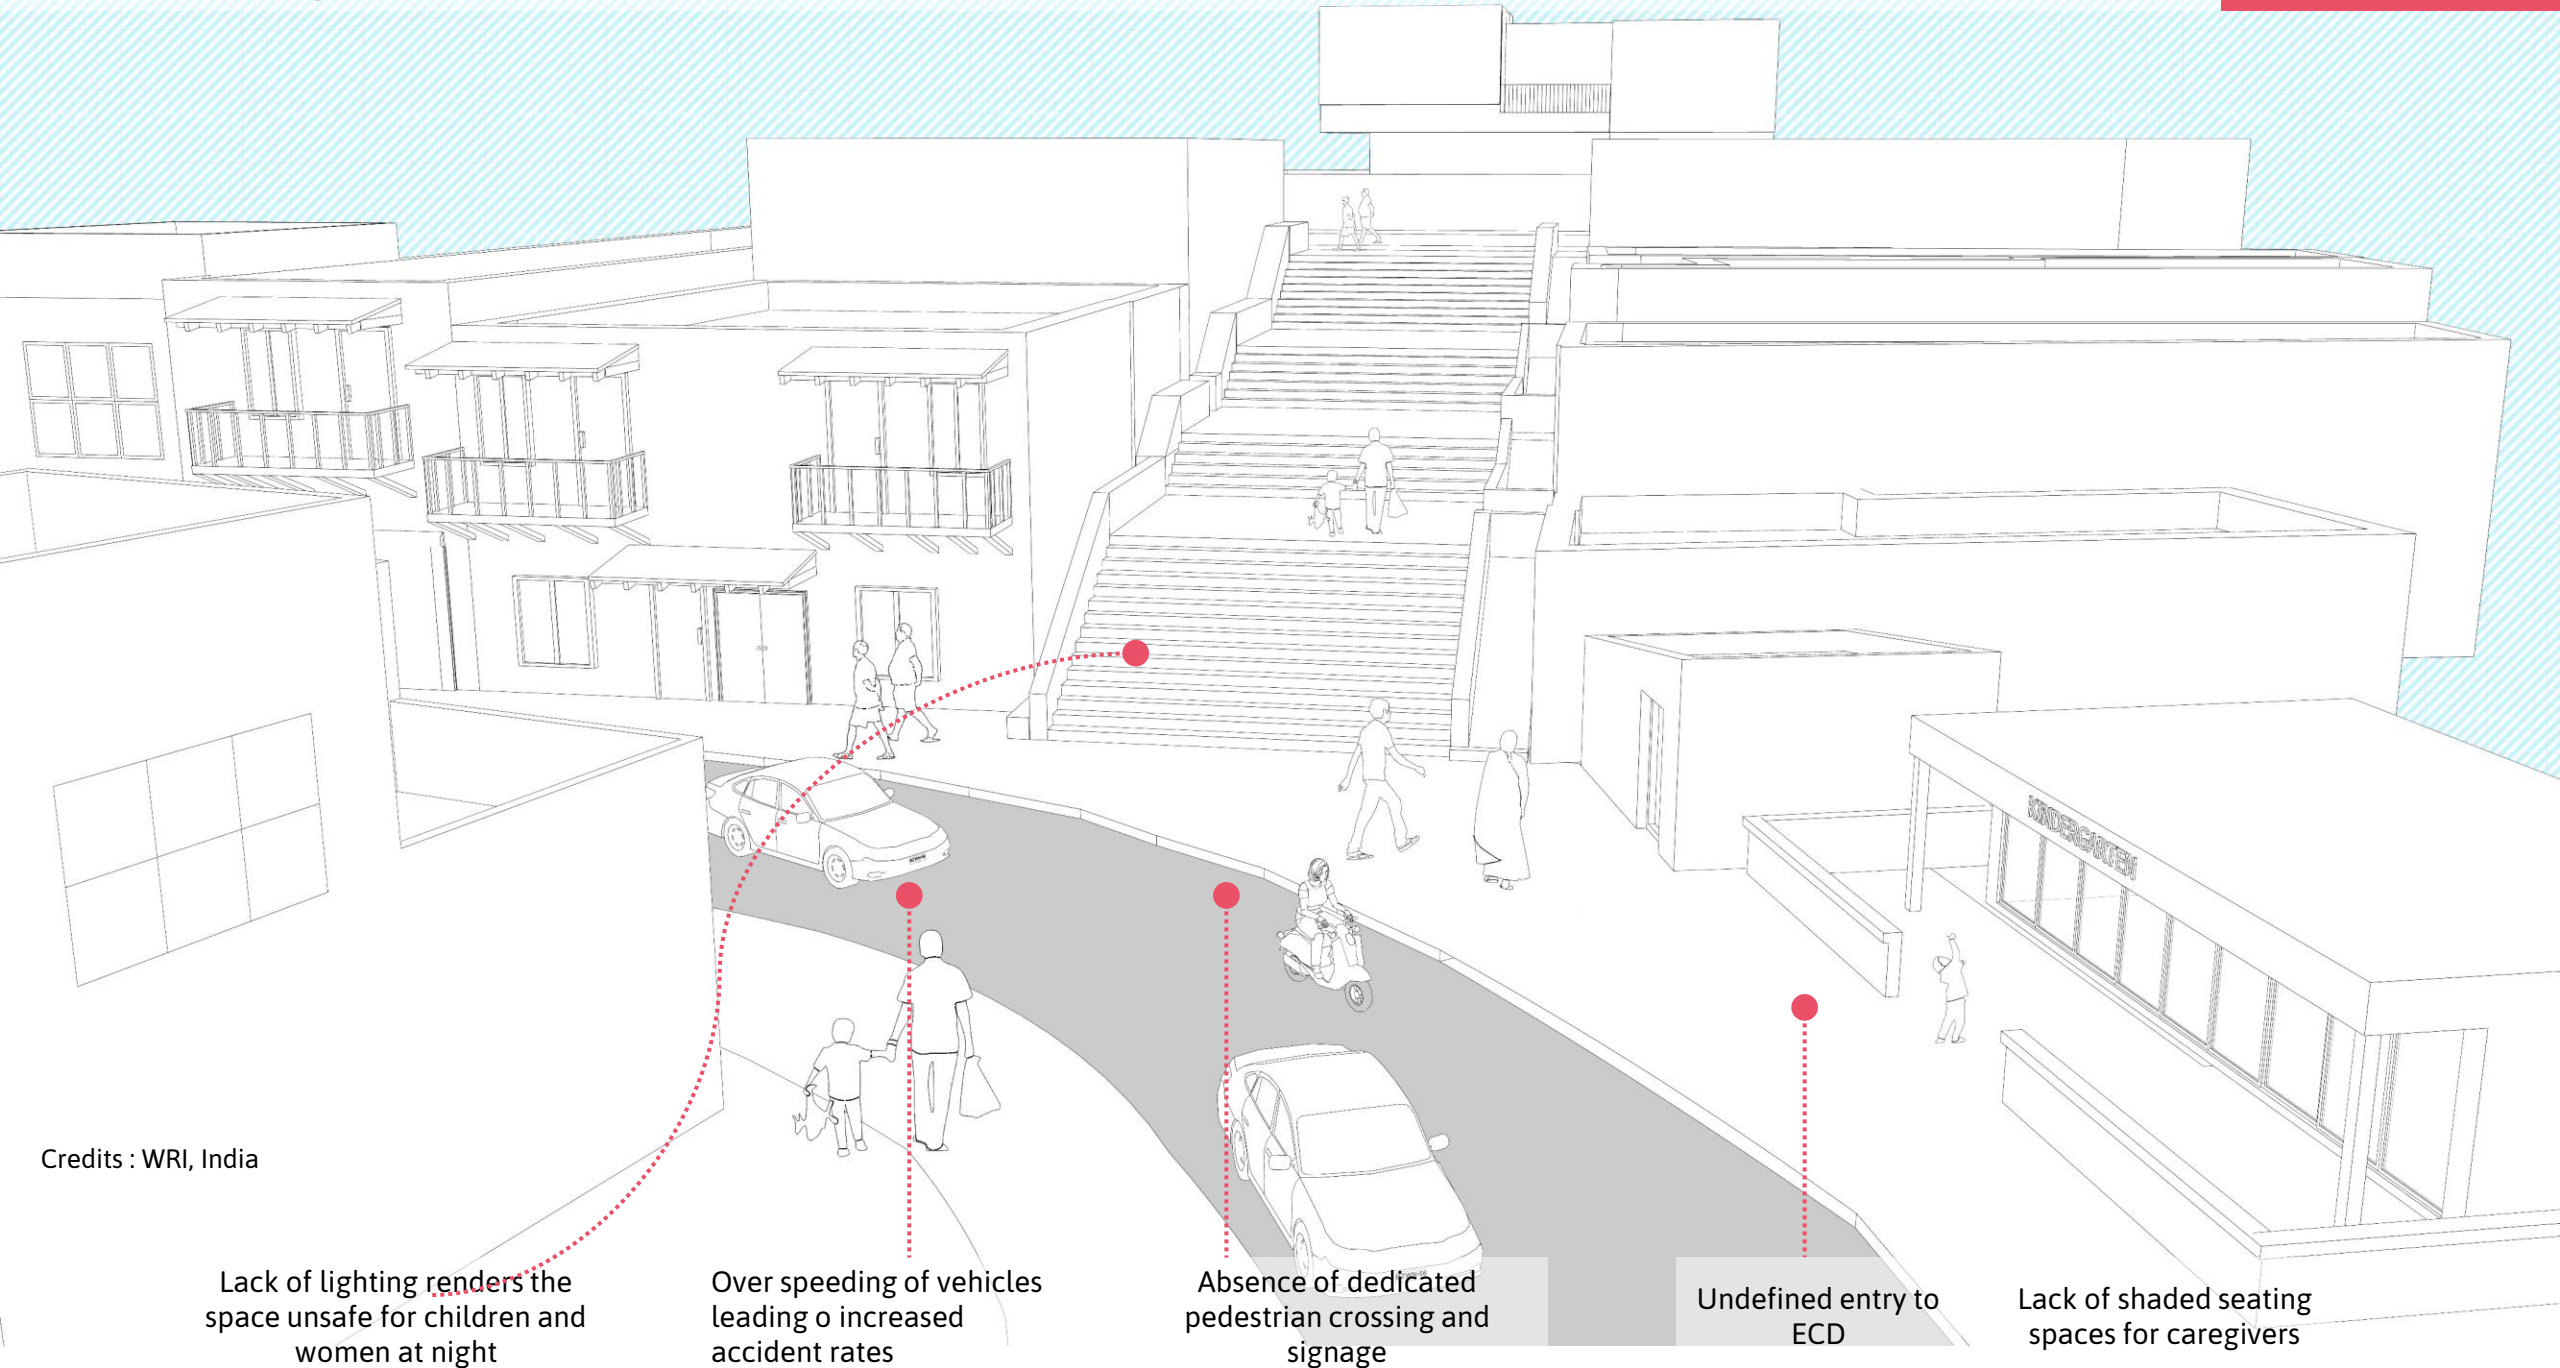 KINDERGARTEN
Credits : WRI, India
Lack of lighting renders the
space unsafe for children and
women at night
Over speeding of vehicles
leading o increased
accident rates
Absence of dedicated
pedestrian crossing and
signage
Undefined entry to
ECD
Lack of shaded seating
spaces for caregivers